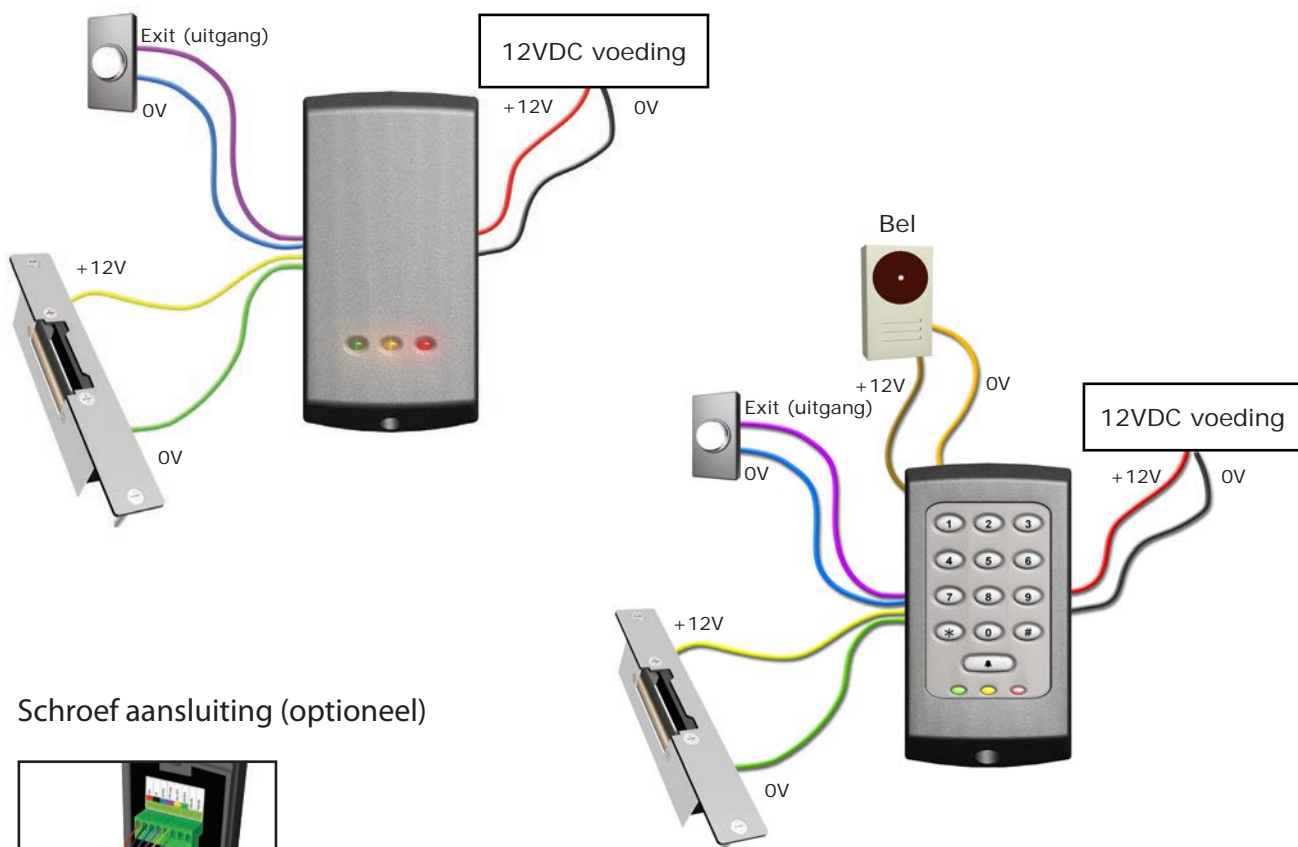 Exit (uitgang)
0V
12VDC voeding
+12V
0V
+12V
0V
Bel
+12V
0V
Exit (uitgang)
0V
12VDC voeding
+12V
0V
1 2 3
4 5 6
7 8 9
* 0 #
+12V
0V
Schroef aansluiting (optioneel)